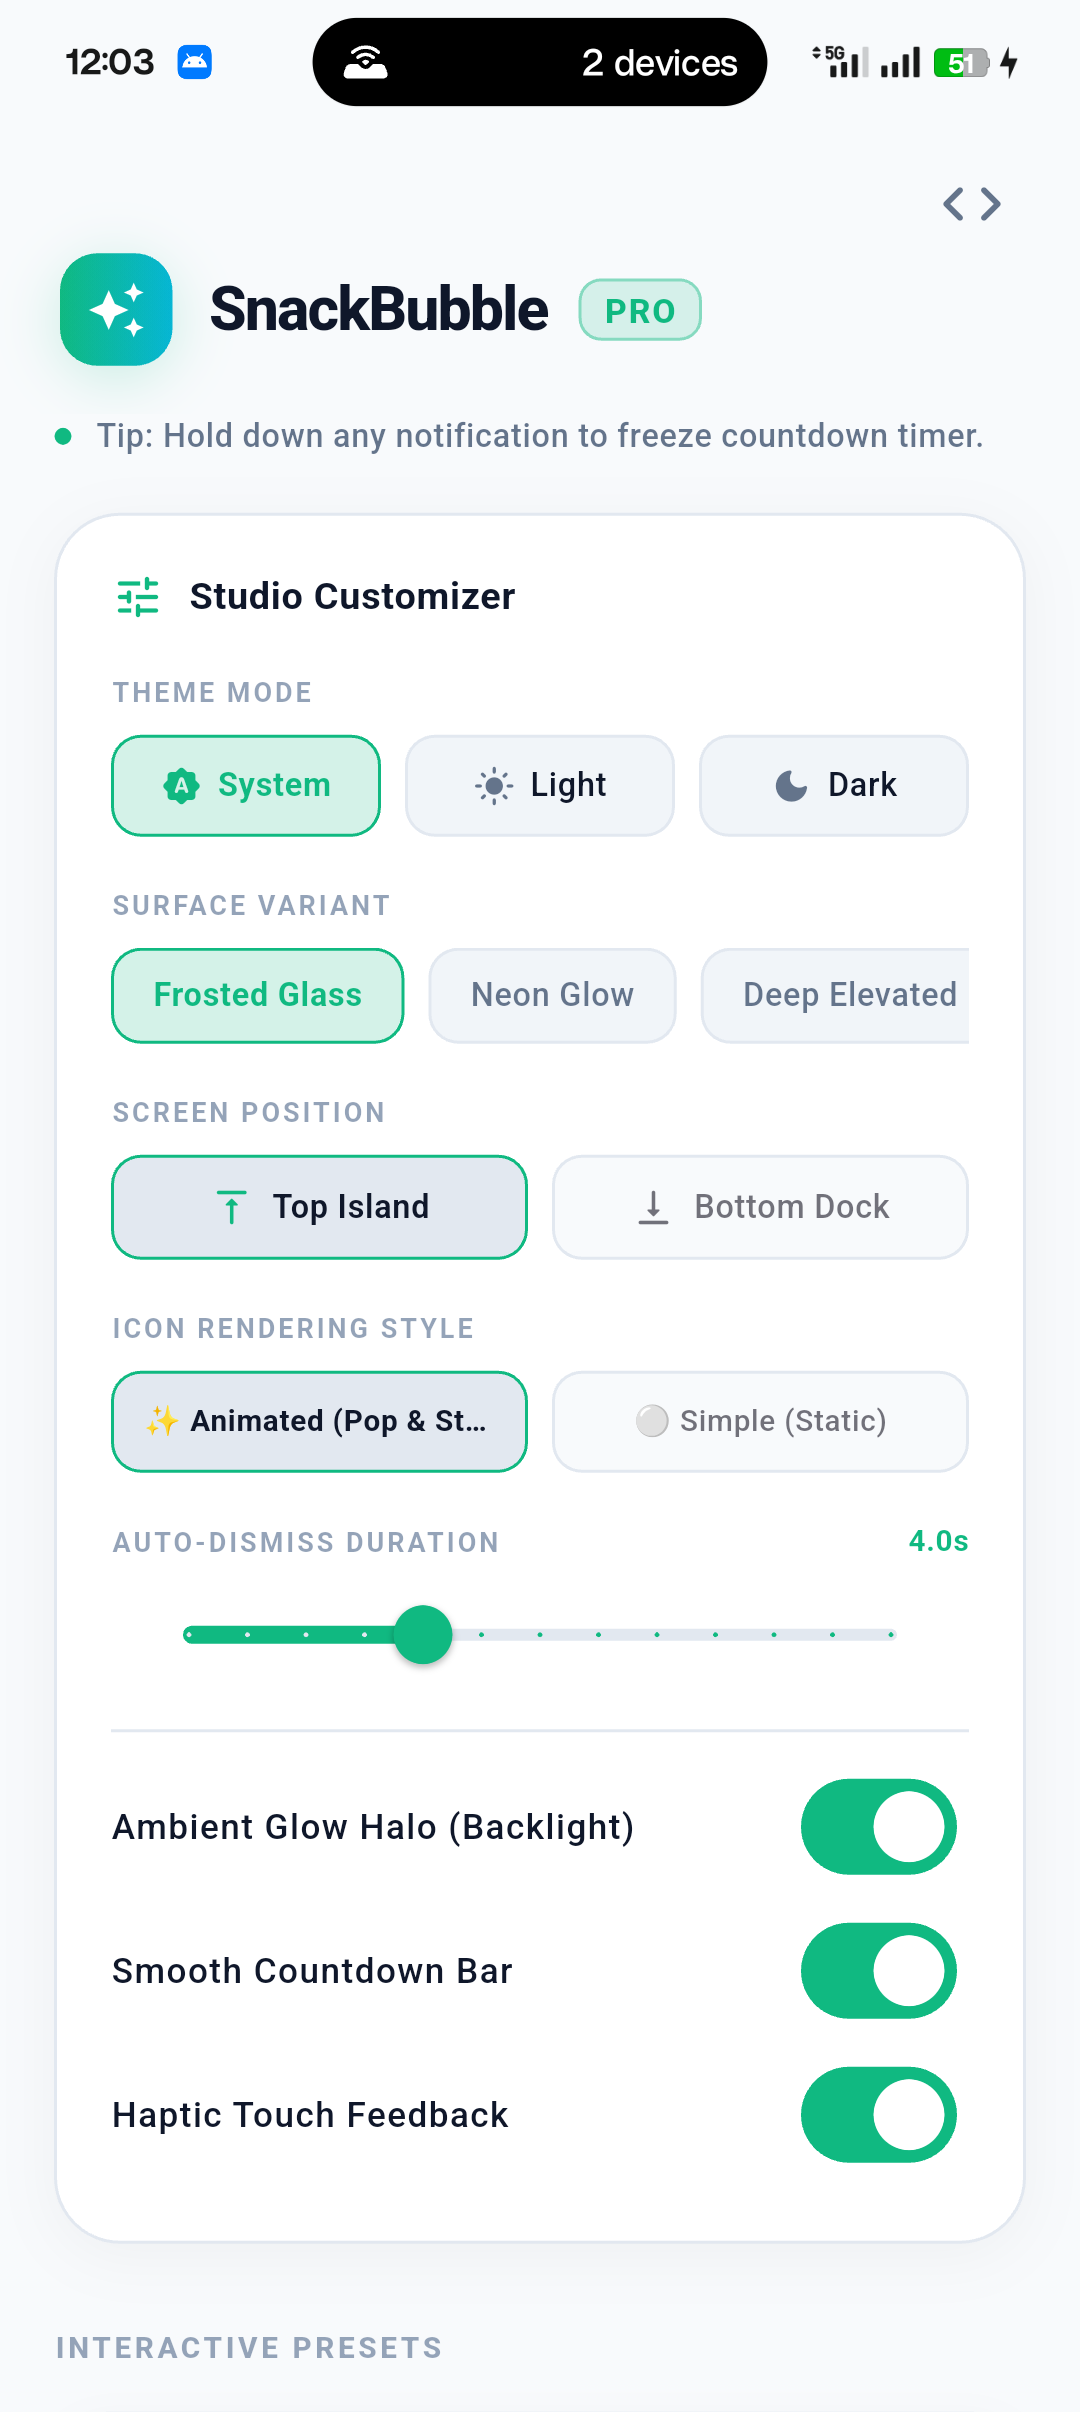 12:03
2 devices
5G
51
SnackBubble
PRO
Tip: Hold down any notification to freeze countdown timer.
Studio Customizer
THEME MODE
A System
Light
Dark
SURFACE VARIANT
Frosted Glass
Neon Glow
Deep Elevated
SCREEN POSITION
Top Island
Bottom Dock
ICON RENDERING STYLE
✨ Animated (Pop & St...
⚪ Simple (Static)
AUTO-DISMISS DURATION
4.0s
Ambient Glow Halo (Backlight)
Smooth Countdown Bar
Haptic Touch Feedback
INTERACTIVE PRESETS